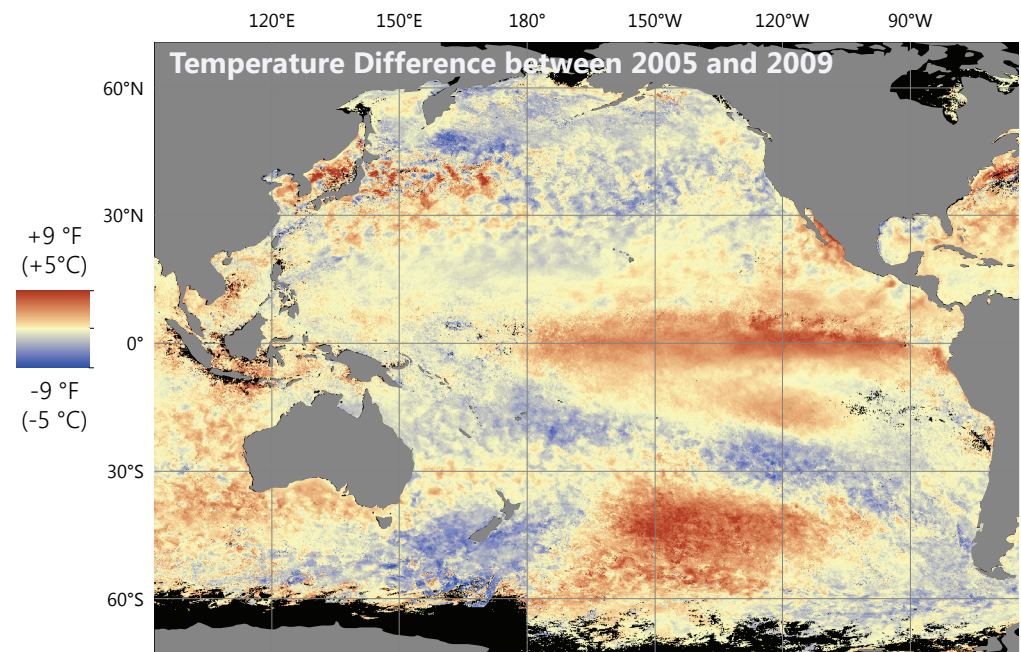 120°E 150°E 180° 150°W 120°W 90°W
Temperature Difference between 2005 and 2009
60°N
30°N
+9 °F
(+5°C)
0°
-9 °F
(-5 °C)
30°S
60°S